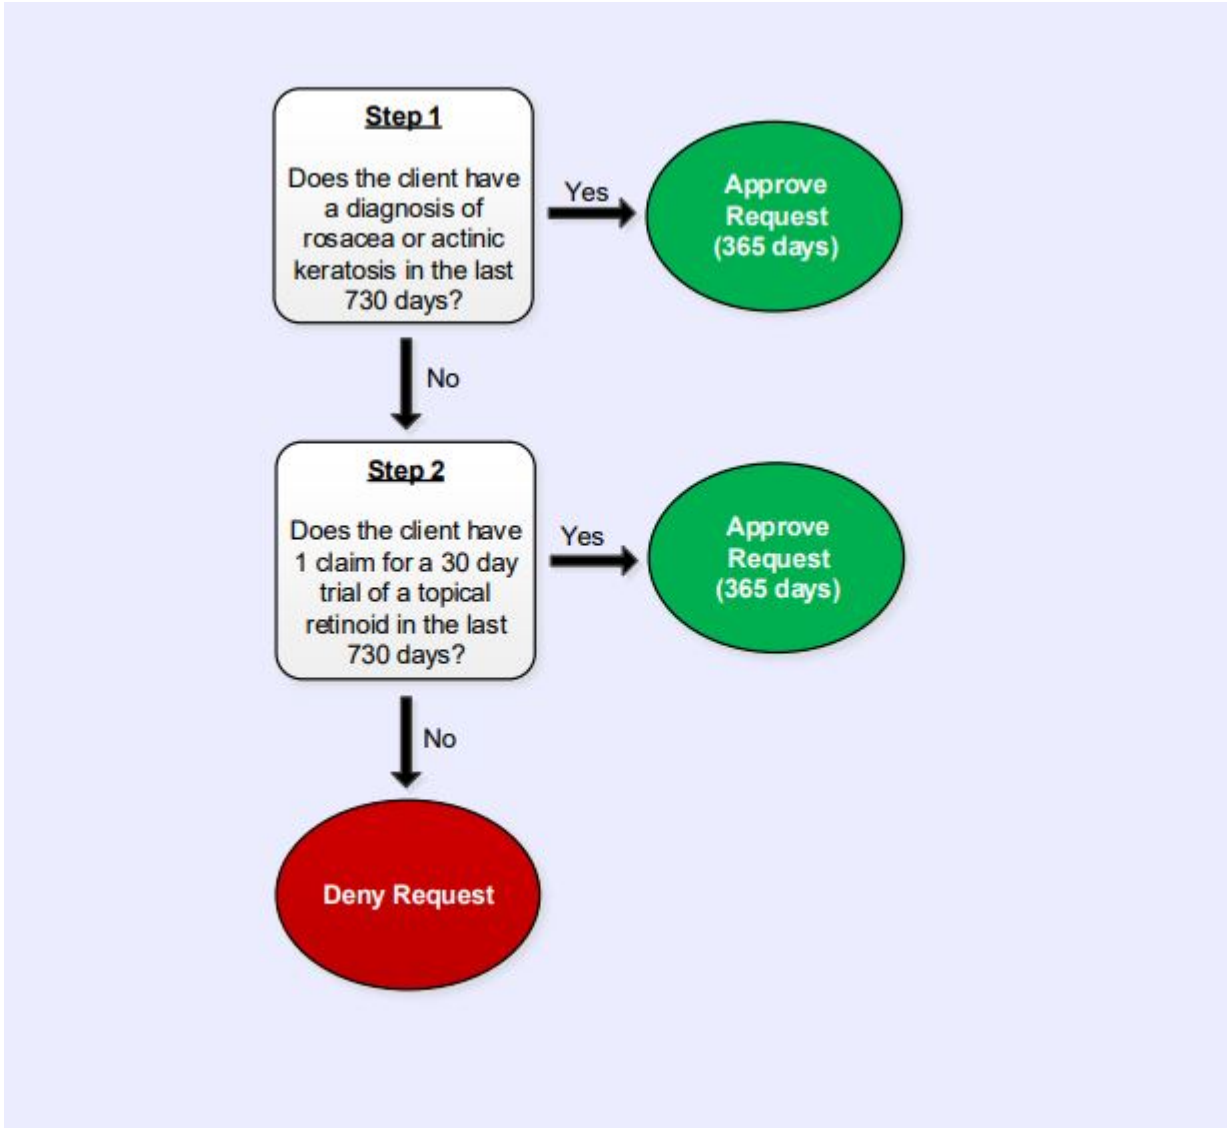 Step 1
Does the client have
a diagnosis of
rosacea or actinic
keratosis in the last
730 days?
Yes
Approve
Request
(365 days)
No
Step 2
Does the client have
1 claim for a 30 day
trial of a topical
retinoid in the last
730 days?
Yes
Approve
Request
(365 days)
No
Deny Request